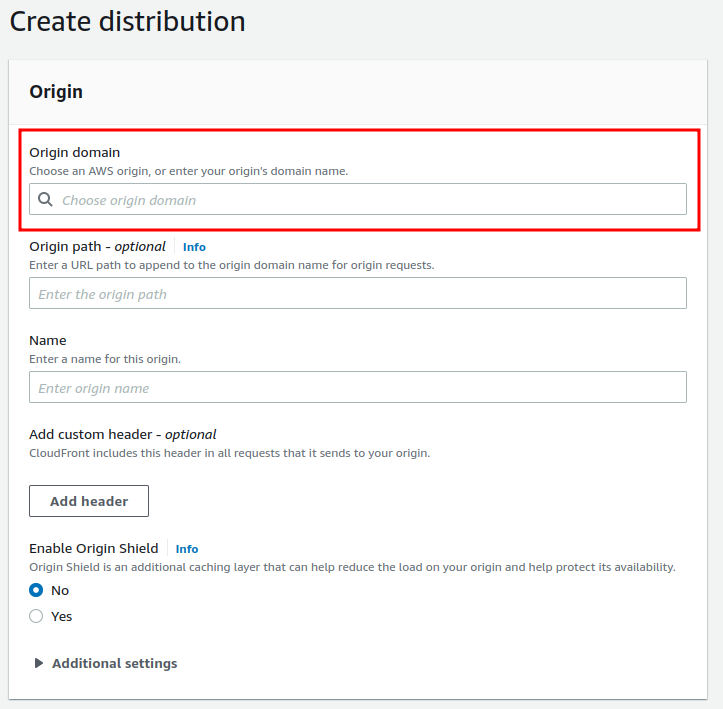 Create distribution
Origin
Origin domain
Choose an AWS origin, or enter your origin's domain name.
Choose origin domain
Origin path - optional Info
Enter a URL path to append to the origin domain name for origin requests.
Enter the origin path
Name
Enter a name for this origin.
Enter origin name
Add custom header - optional
CloudFront includes this header in all requests that it sends to your origin.
Add header
Enable Origin Shield Info
Origin Shield is an additional caching layer that can help reduce the load on your origin and help protect its availability.
No
Yes
Additional settings